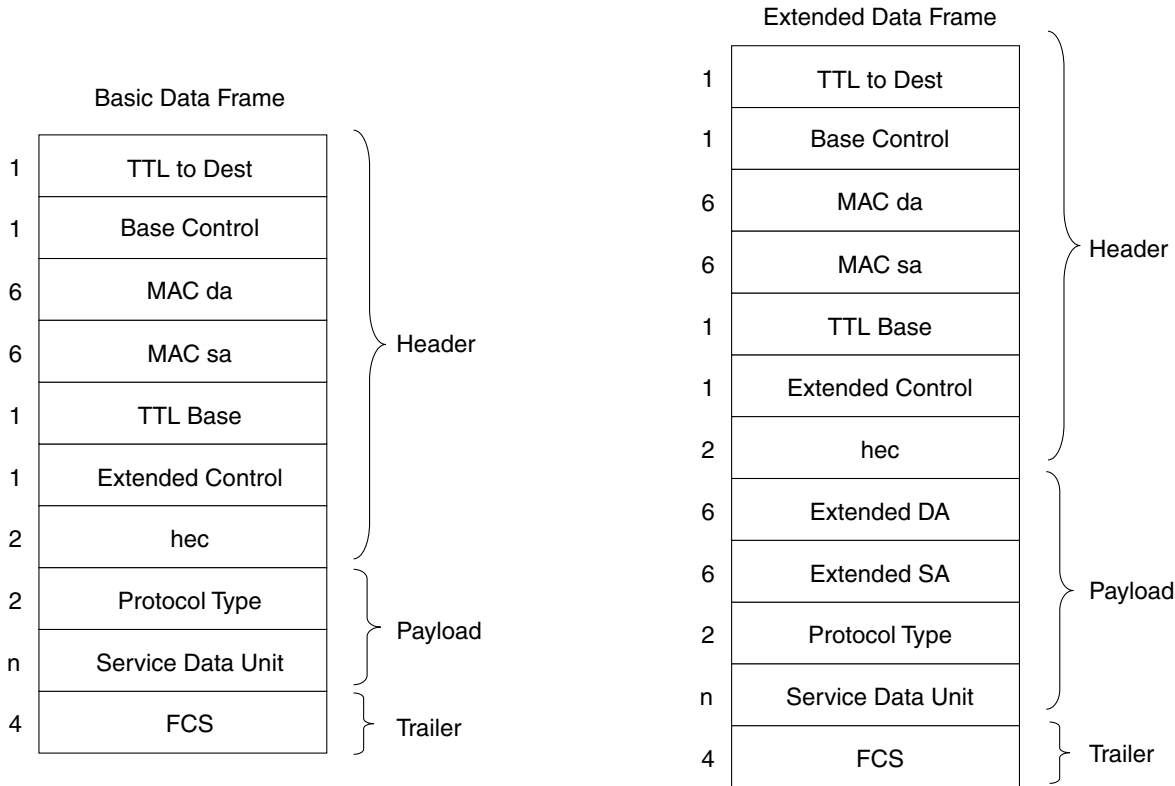 Basic Data Frame
1 TTL to Dest
1 Base Control
6 MAC da
6 MAC sa
1 TTL Base
1 Extended Control
2 hec
Header
2 Protocol Type
n Service Data Unit
Payload
4 FCS
Trailer
Extended Data Frame
1 TTL to Dest
1 Base Control
6 MAC da
6 MAC sa
1 TTL Base
1 Extended Control
2 hec
Header
6 Extended DA
6 Extended SA
2 Protocol Type
n Service Data Unit
Payload
4 FCS
Trailer